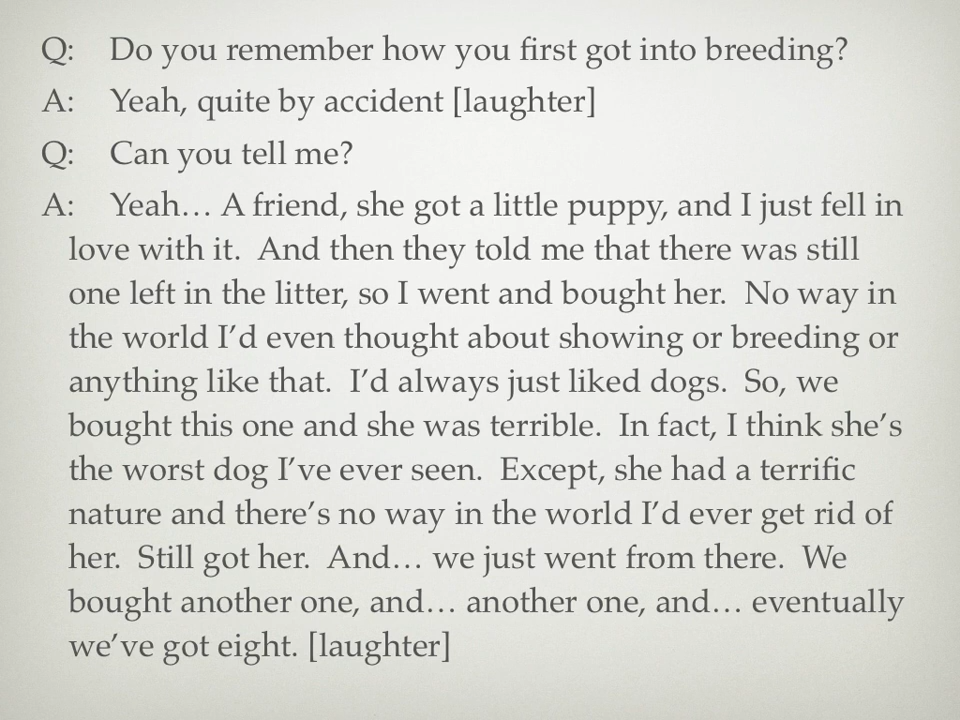 Q: Do you remember how you first got into breeding?
A: Yeah, quite by accident [laughter]
Q: Can you tell me?
A: Yeah… A friend, she got a little puppy, and I just fell in
love with it.  And then they told me that there was still
one left in the litter, so I went and bought her.  No way in
the world I’d even thought about showing or breeding or
anything like that.  I’d always just liked dogs.  So, we
bought this one and she was terrible.  In fact, I think she’s
the worst dog I’ve ever seen.  Except, she had a terrific
nature and there’s no way in the world I’d ever get rid of
her.  Still got her.  And… we just went from there.  We
bought another one, and… another one, and… eventually
we’ve got eight. [laughter]